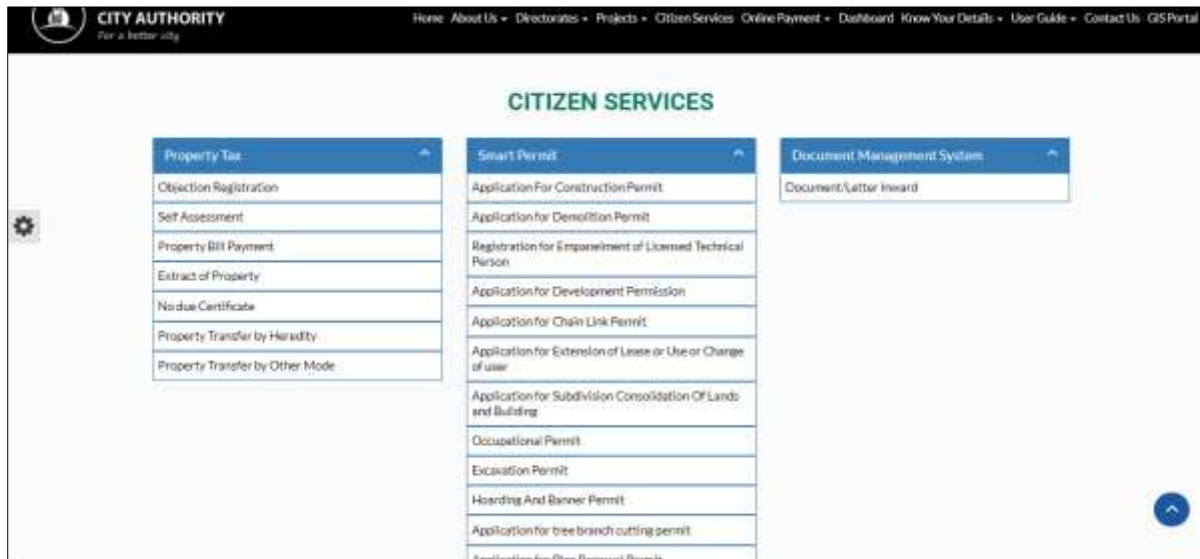 CITY AUTHORITY
For a better city
Home About Us Directorates Projects Citizen Services Online Payment Dashboard Know Your Details User Guide Contact Us GIS Portal
CITIZEN SERVICES
Property Tax
Objection Registration
Self Assessment
Property Bill Payment
Extract of Property
No due Certificate
Property Transfer by Heredity
Property Transfer by Other Mode
Smart Permit
Application For Construction Permit
Application for Demolition Permit
Registration for Empanelment of Licensed Technical
Person
Application for Development Permission
Application for Chain Link Permit
Application for Extension of Lease or Use or Change
of user
Application for Subdivision Consolidation Of Lands
and Building
Occupational Permit
Excavation Permit
Hoarding And Banner Permit
Application for tree branch cutting permit
Document Management System
Document/Letter Inward